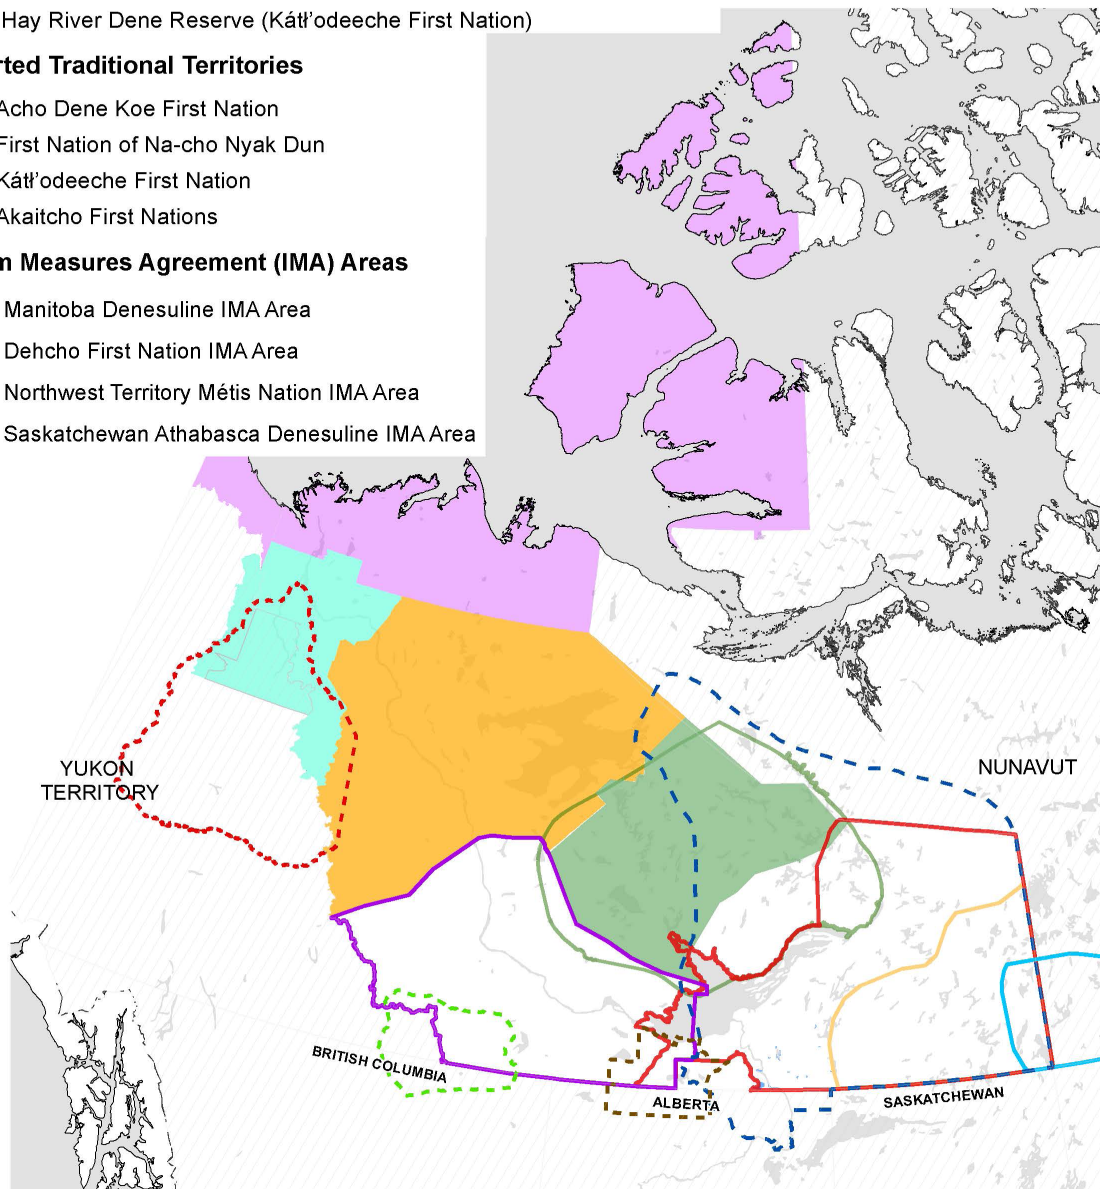 Hay River Dene Reserve (Kátł’odeeche First Nation)
rted Traditional Territories
Acho Dene Koe First Nation
First Nation of Na-cho Nyak Dun
Kátł’odeeche First Nation
Akaitcho First Nations
m Measures Agreement (IMA) Areas
Manitoba Denesuline IMA Area
Dehcho First Nation IMA Area
Northwest Territory Métis Nation IMA Area
Saskatchewan Athabasca Denesuline IMA Area
YUKON
TERRITORY
NUNAVUT
BRITISH COLUMBIA
ALBERTA
SASKATCHEWAN